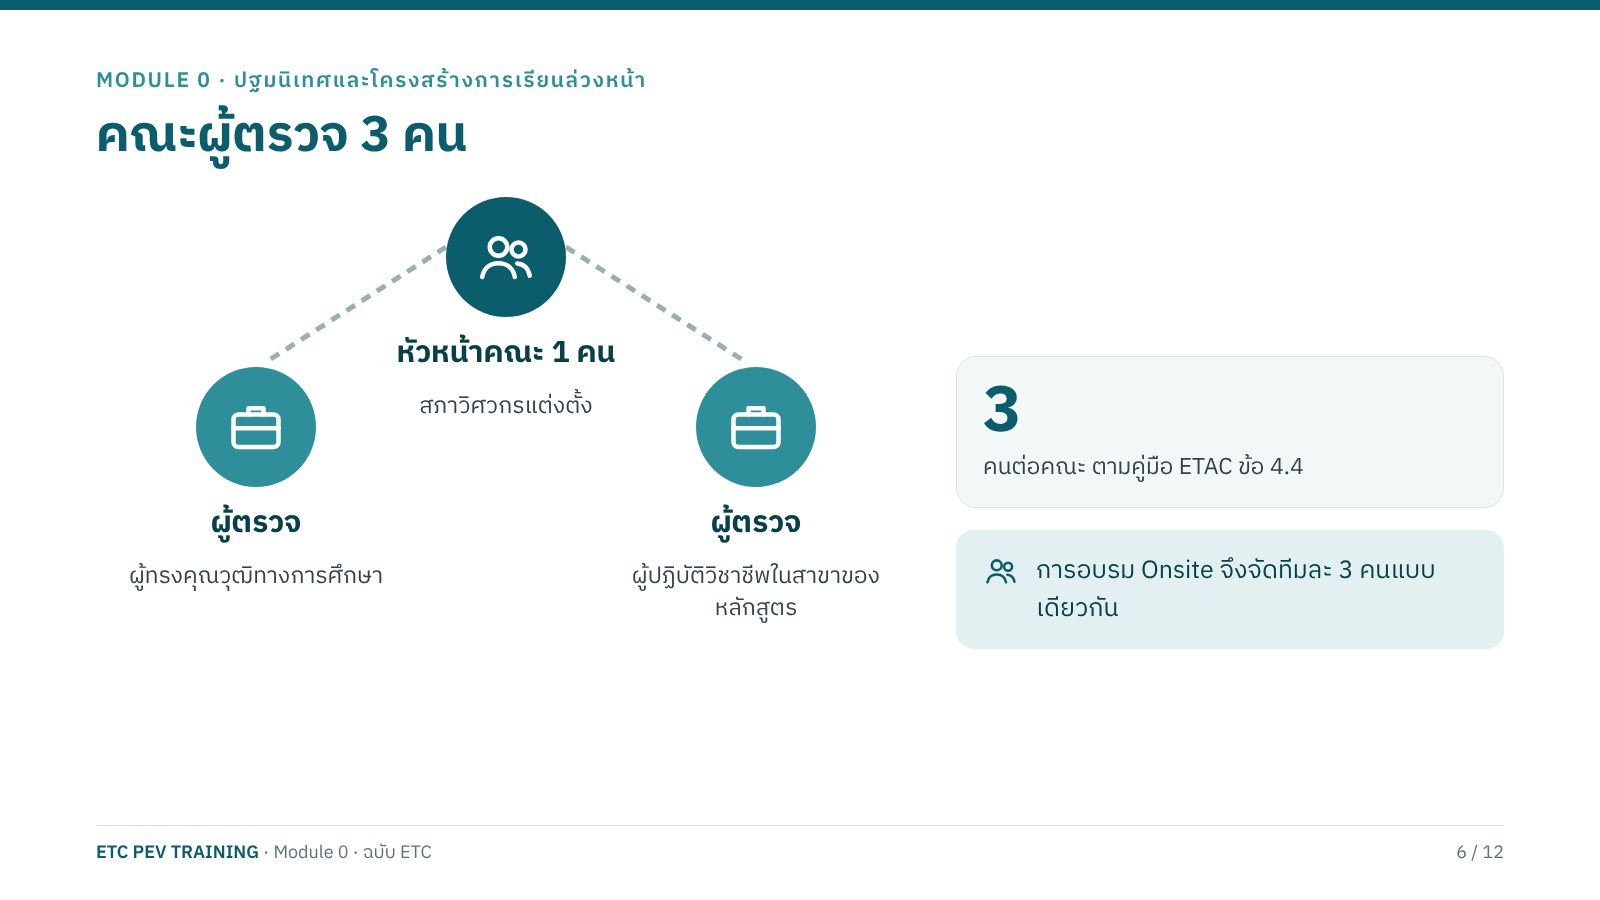 MODULE 0 · ปฐมนิเทศและโครงสร้างการเรียนล่วงหน้า
คณะผู้ตรวจ 3 คน
หัวหน้าคณะ 1 คน
สภาวิศวกรแต่งตั้ง
ผู้ตรวจ
ผู้ทรงคุณวุฒิทางการศึกษา
ผู้ตรวจ
ผู้ปฏิบัติวิชาชีพในสาขาของ
หลักสูตร
3
คนต่อคณะ ตามคู่มือ ETAC ข้อ 4.4
การอบรม Onsite จึงจัดทีมละ 3 คนแบบ
เดียวกัน
ETC PEV TRAINING · Module 0 · ฉบับ ETC
6 / 12